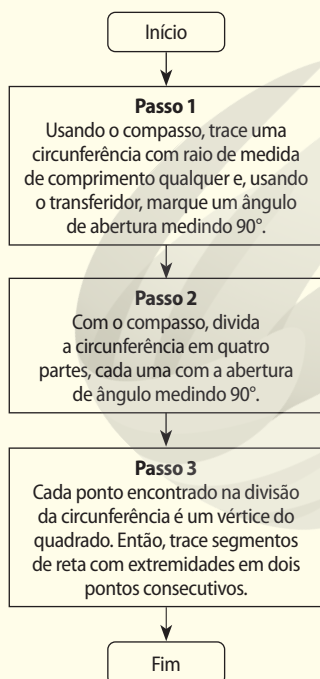 Início
Passo 1
Usando o compasso, trace uma
circunferência com raio de medida
de comprimento qualquer e, usando
o transferidor, marque um ângulo
de abertura medindo 90°.
Passo 2
Com o compasso, divida
a circunferência em quatro
partes, cada uma com a abertura
de ângulo medindo 90°.
Passo 3
Cada ponto encontrado na divisão
da circunferência é um vértice do
quadrado. Então, trace segmentos
de reta com extremidades em dois
pontos consecutivos.
Fim